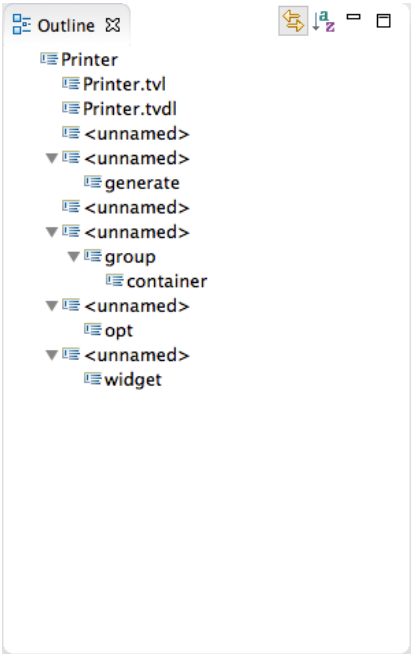 Outline
Printer
Printer.tvl
Printer.tvdl
<unnamed>
<unnamed>
generate
<unnamed>
<unnamed>
group
container
<unnamed>
opt
<unnamed>
widget